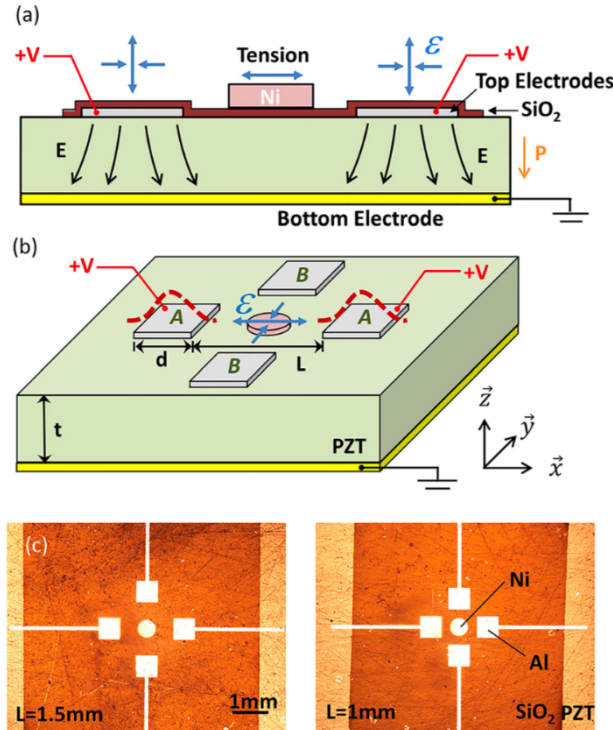 (a)
Tension
+V
Ni
+V
ε
Top Electrodes
SiO₂
E
E
P
Bottom Electrode
(b)
+V
B
+V
A
ε
A
d
B
L
t
PZT
z
y
x
(c)
Ni
Al
L=1.5mm
1mm
L=1mm
SiO₂ PZT